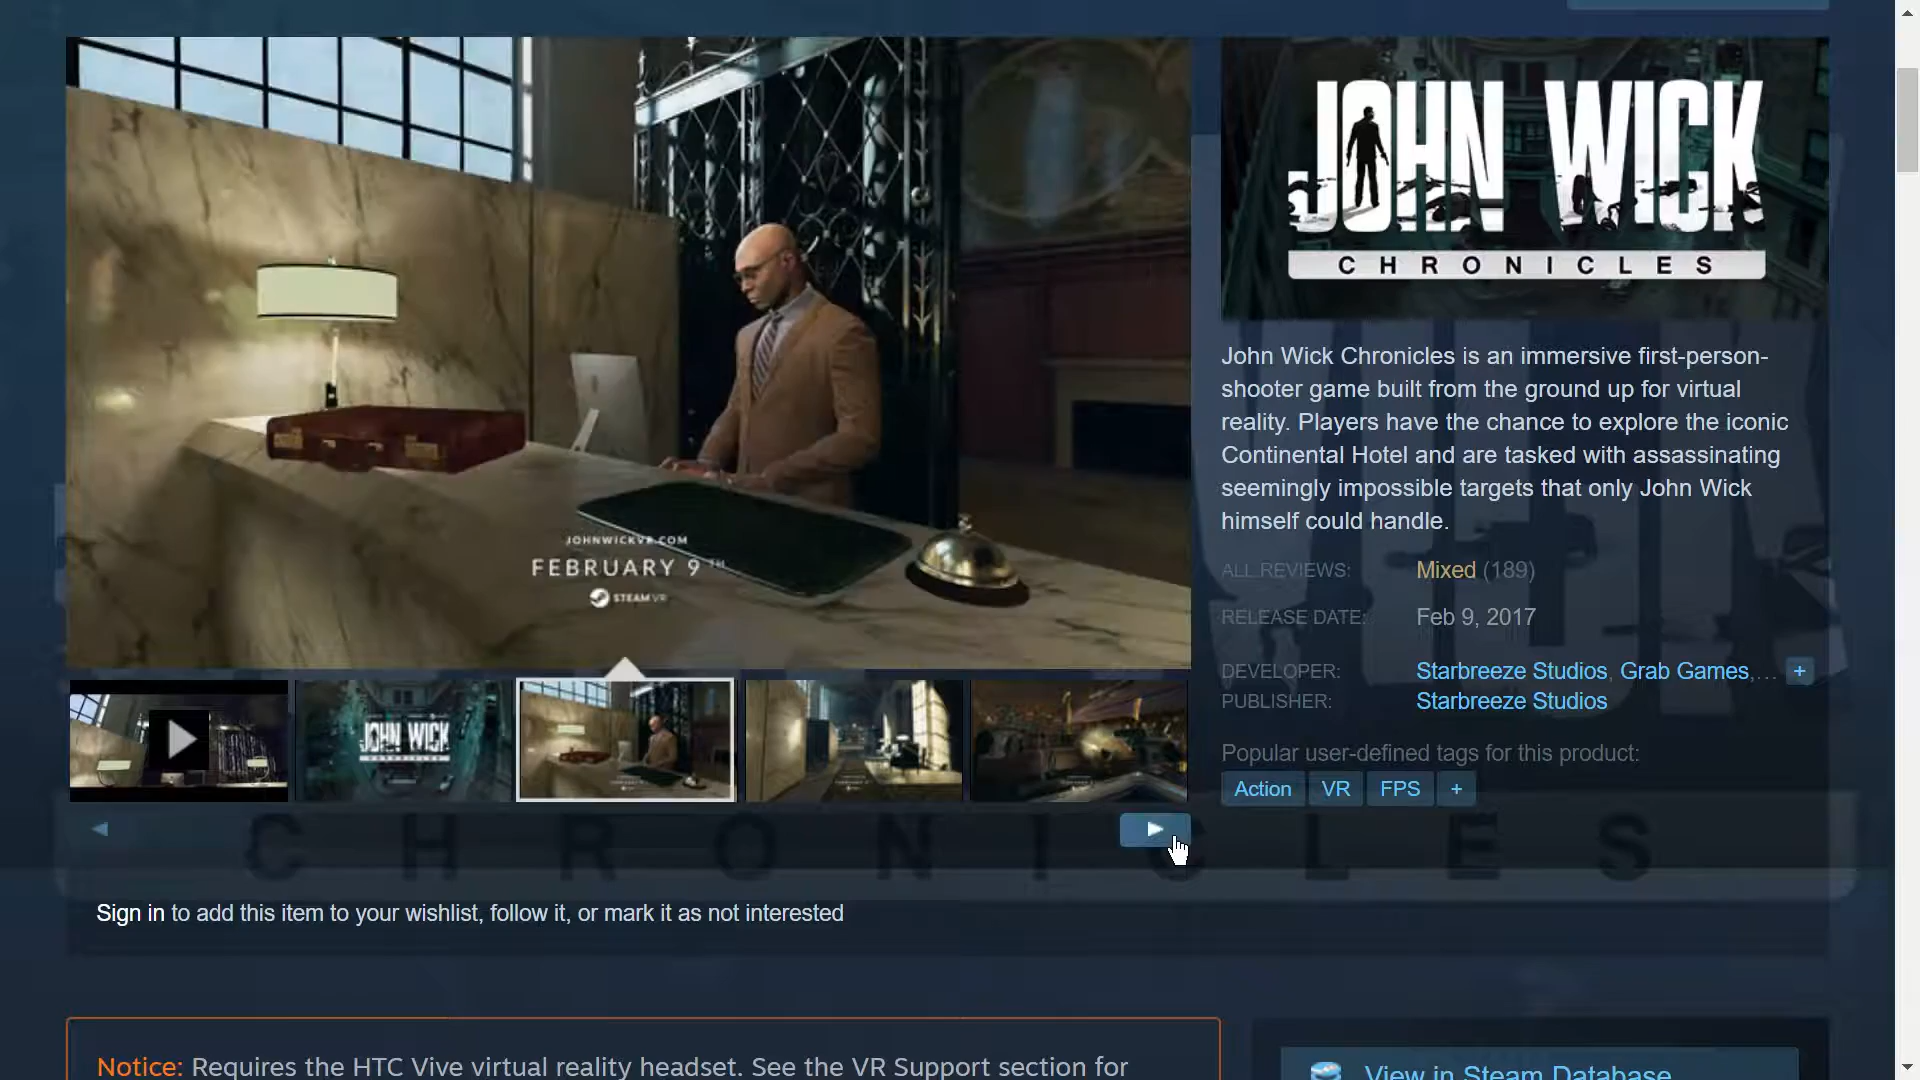 JOHN WICK
CHRONICLES
John Wick Chronicles is an immersive first-person-
shooter game built from the ground up for virtual
reality. Players have the chance to explore the iconic
Continental Hotel and are tasked with assassinating
seemingly impossible targets that only John Wick
himself could handle.
JOHNWICKVR.COM
FEBRUARY 9TH
STEAMVR
ALL REVIEWS: Mixed (189)
RELEASE DATE: Feb 9, 2017
DEVELOPER: Starbreeze Studios, Grab Games,... +
PUBLISHER: Starbreeze Studios
Popular user-defined tags for this product:
Action VR FPS +
JOHN WICK
CHRONICLES
Sign in to add this item to your wishlist, follow it, or mark it as not interested
Notice: Requires the HTC Vive virtual reality headset. See the VR Support section for
View in Steam Database